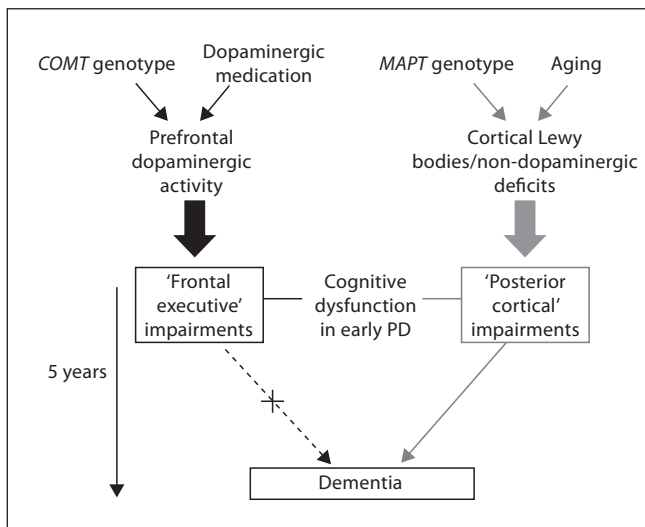 COMT genotype
Dopaminergic
medication
MAPT genotype
Aging
Prefrontal
dopaminergic
activity
Cortical Lewy
bodies/non-dopaminergic
deficits
'Frontal
executive'
impairments
Cognitive
dysfunction
in early PD
'Posterior
cortical'
impairments
5 years
Dementia